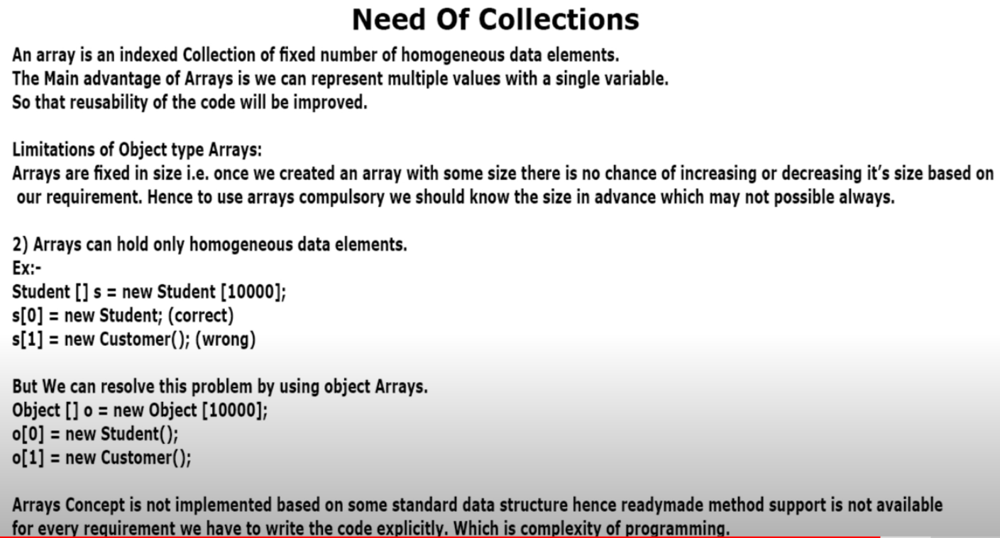 Need Of Collections
An array is an indexed Collection of fixed number of homogeneous data elements.
The Main advantage of Arrays is we can represent multiple values with a single variable.
So that reusability of the code will be improved.
Limitations of Object type Arrays:
Arrays are fixed in size i.e. once we created an array with some size there is no chance of increasing or decreasing it’s size based on
our requirement. Hence to use arrays compulsory we should know the size in advance which may not possible always.
2) Arrays can hold only homogeneous data elements.
Ex:-
Student [] s = new Student [10000];
s[0] = new Student; (correct)
s[1] = new Customer(); (wrong)
But We can resolve this problem by using object Arrays.
Object [] o = new Object [10000];
o[0] = new Student();
o[1] = new Customer();
Arrays Concept is not implemented based on some standard data structure hence readymade method support is not available
for every requirement we have to write the code explicitly. Which is complexity of programming.